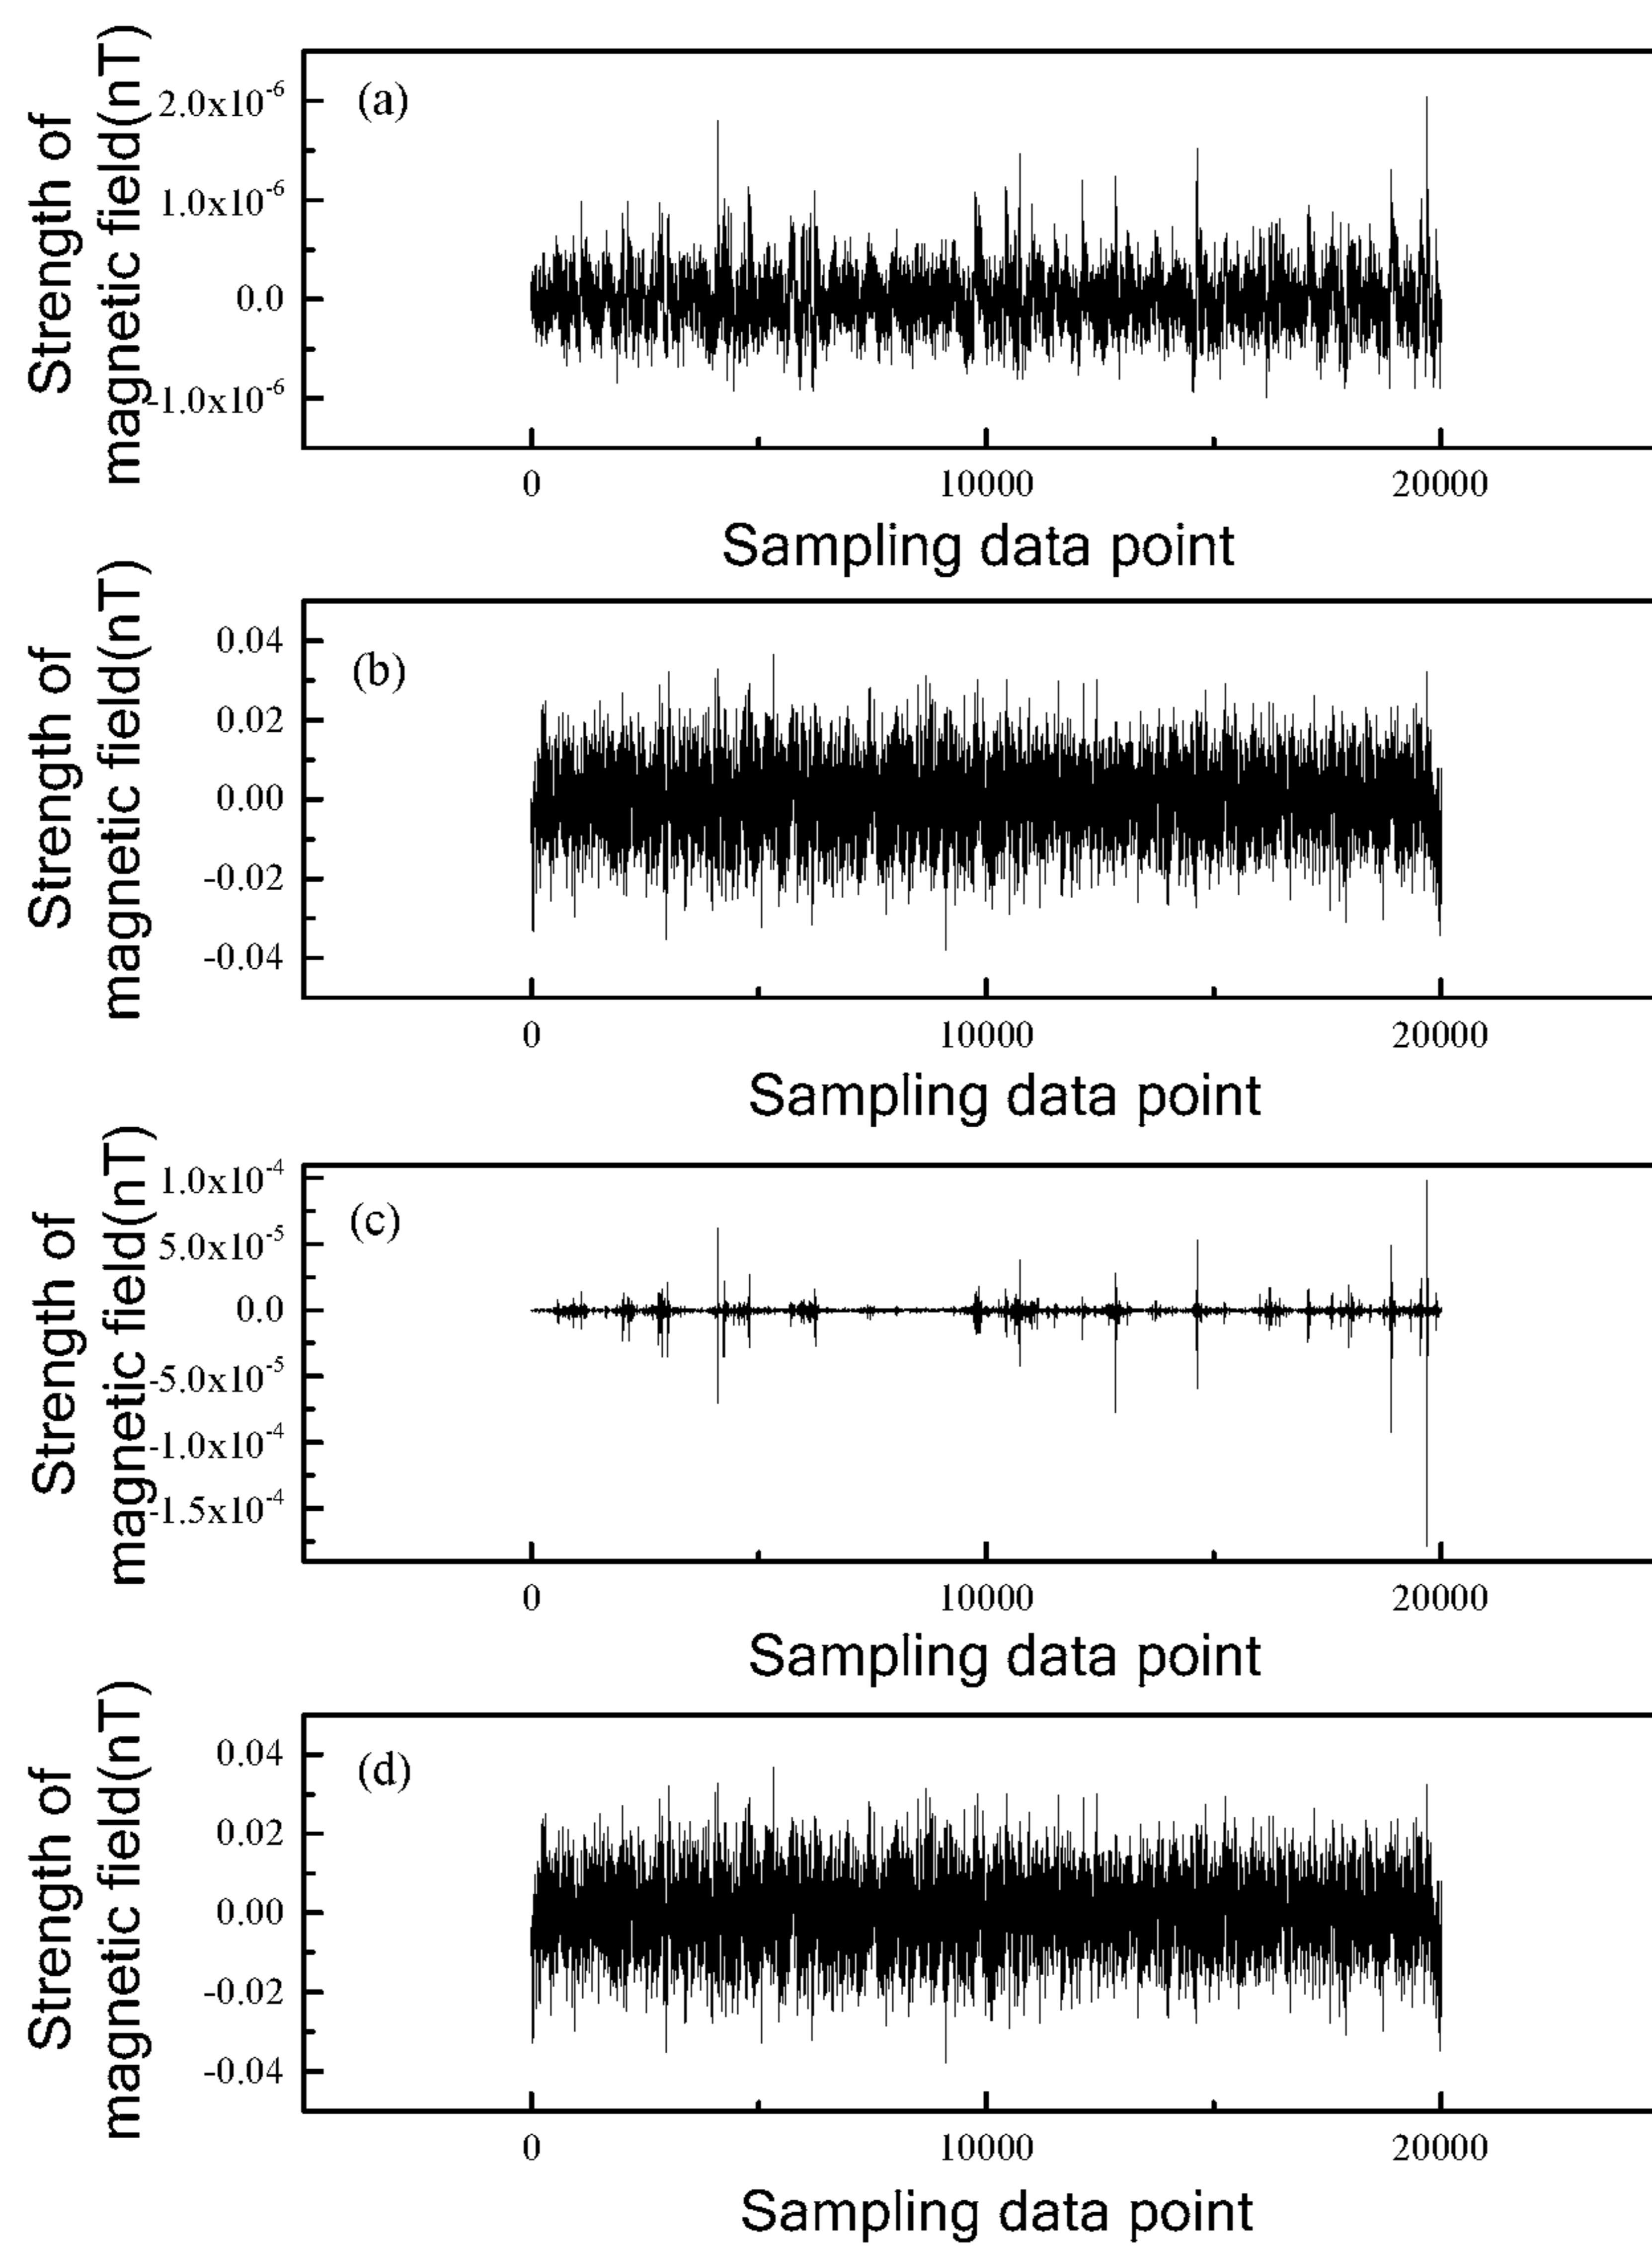 Strength of
magnetic field(nT)
(a)
2.0x10-6
1.0x10-6
0.0
-1.0x10-6
0 10000 20000
Sampling data point
Strength of
magnetic field(nT)
(b)
0.04
0.02
0.00
-0.02
-0.04
0 10000 20000
Sampling data point
Strength of
magnetic field(nT)
(c)
1.0x10-4
5.0x10-5
0.0
-5.0x10-5
-1.0x10-4
-1.5x10-4
0 10000 20000
Sampling data point
Strength of
magnetic field(nT)
(d)
0.04
0.02
0.00
-0.02
-0.04
0 10000 20000
Sampling data point